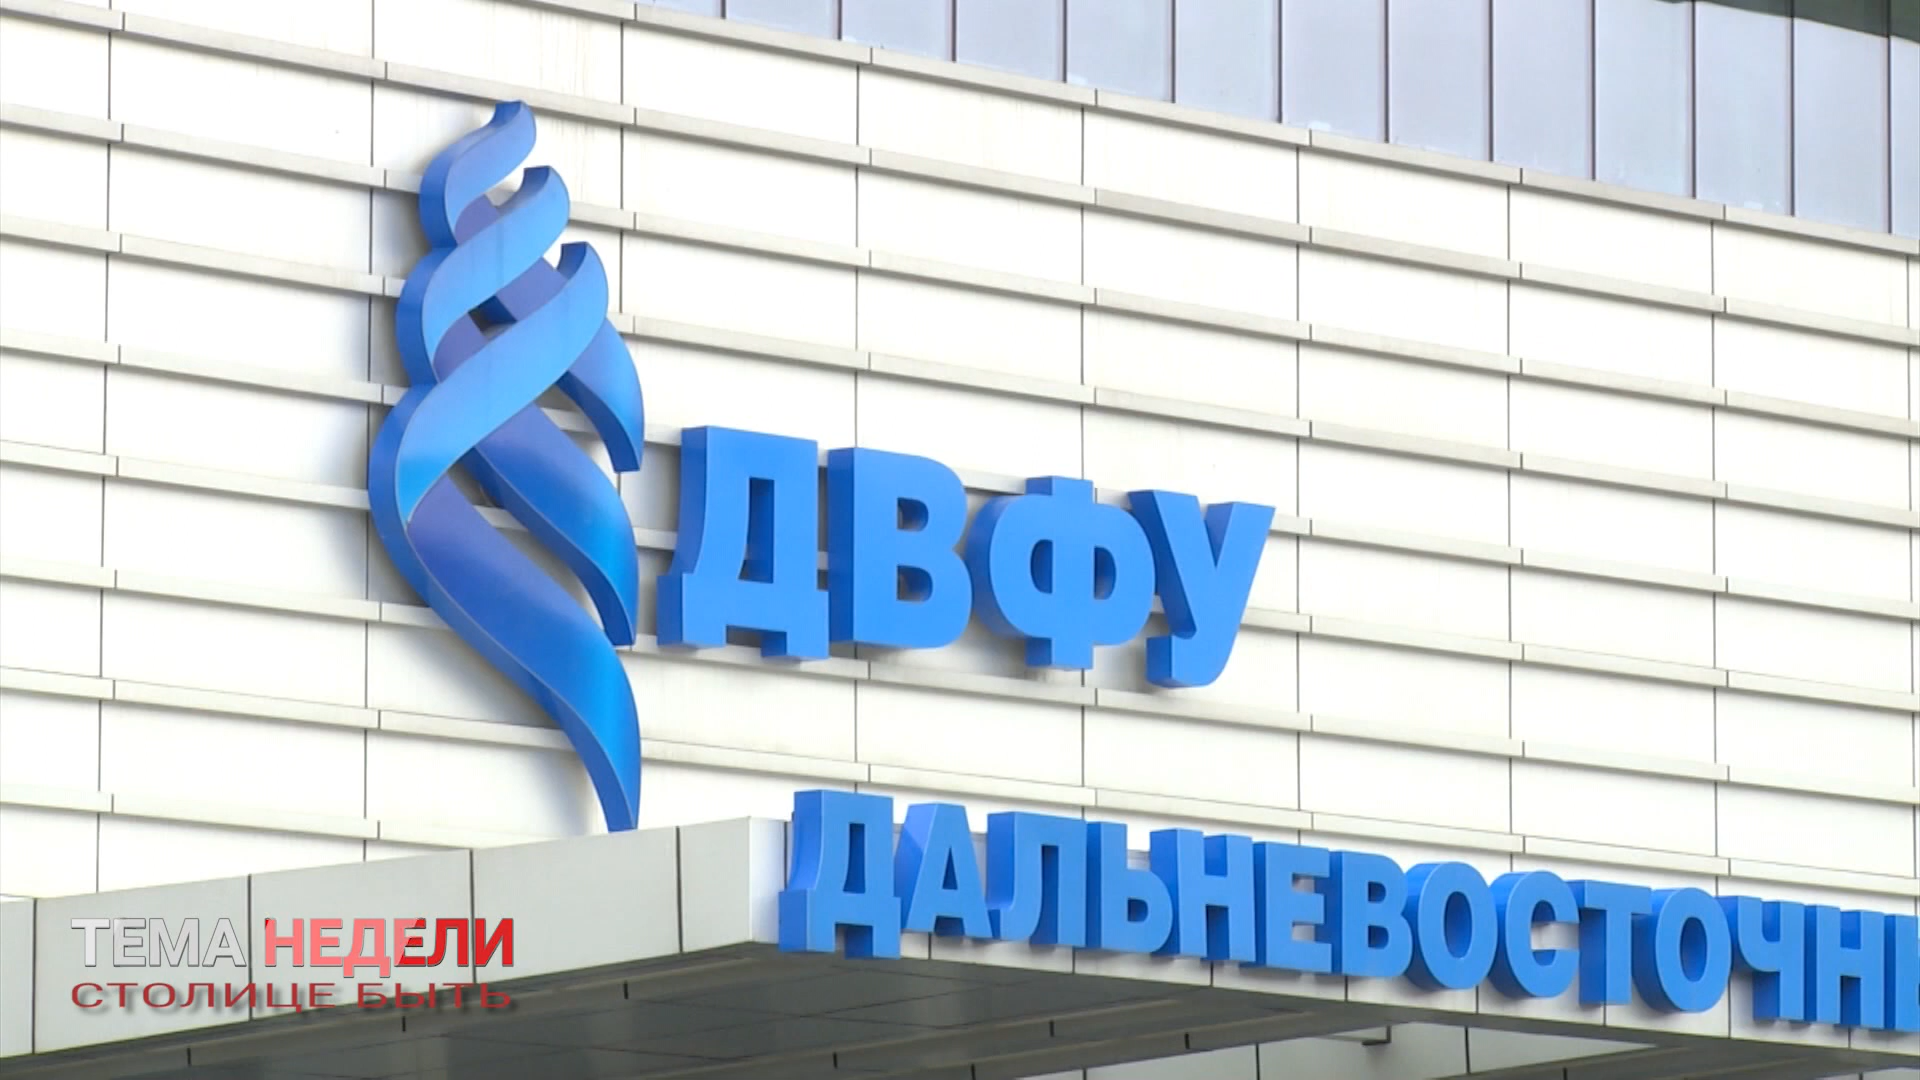 ДВФУ
ДАЛЬНЕВОСТОЧН
ТЕМА НЕДЕЛИ
СТОЛИЦЕ БЫТЬ